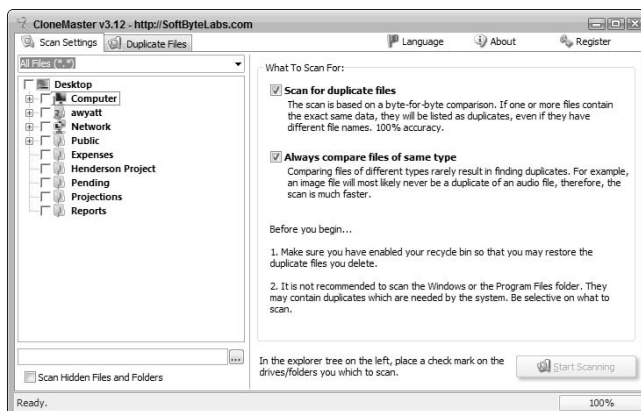 CloneMaster v3.12 - http://SoftByteLabs.com
Scan Settings
Duplicate Files
Language
About
Register
All Files (*.*)
Desktop
Computer
awyatt
Network
Public
Expenses
Henderson Project
Pending
Projections
Reports
...
Scan Hidden Files and Folders
What To Scan For:
Scan for duplicate files
The scan is based on a byte-for-byte comparison. If one or more files contain
the exact same data, they will be listed as duplicates, even if they have
different file names. 100% accuracy.
Always compare files of same type
Comparing files of different types rarely result in finding duplicates. For example,
an image file will most likely never be a duplicate of an audio file, therefore, the
scan is much faster.
Before you begin...
1. Make sure you have enabled your recycle bin so that you may restore the
duplicate files you delete.
2. It is not recommended to scan the Windows or the Program Files folder. They
may contain duplicates which are needed by the system. Be selective on what to
scan.
In the explorer tree on the left, place a check mark on the
drives/folders you which to scan.
Start Scanning
Ready.
100%